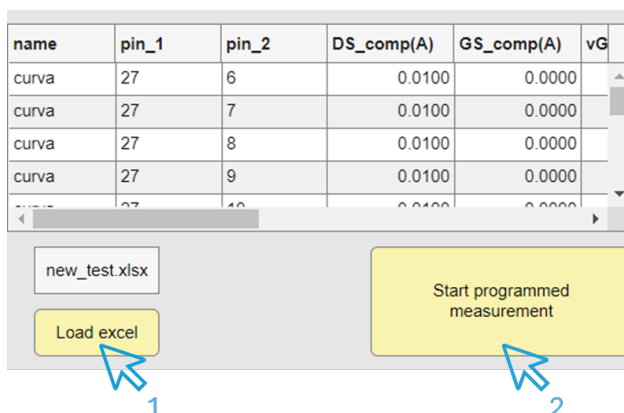 name pin_1 pin_2 DS_comp(A) GS_comp(A) vG
curva 27 6 0.0100 0.0000
curva 27 7 0.0100 0.0000
curva 27 8 0.0100 0.0000
curva 27 9 0.0100 0.0000
new_test.xlsx
Start programmed
measurement
Load excel
1
2